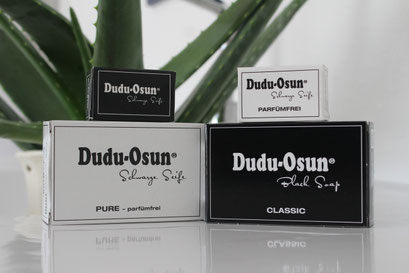 Dudu-Osun®
Schwarze Seife
Dudu-Osun®
Schwarze Seife
PARFÜMFREI
Dudu-Osun®
Schwarze Seife
PURE - parfümfrei
Dudu-Osun®
Black Soap
CLASSIC